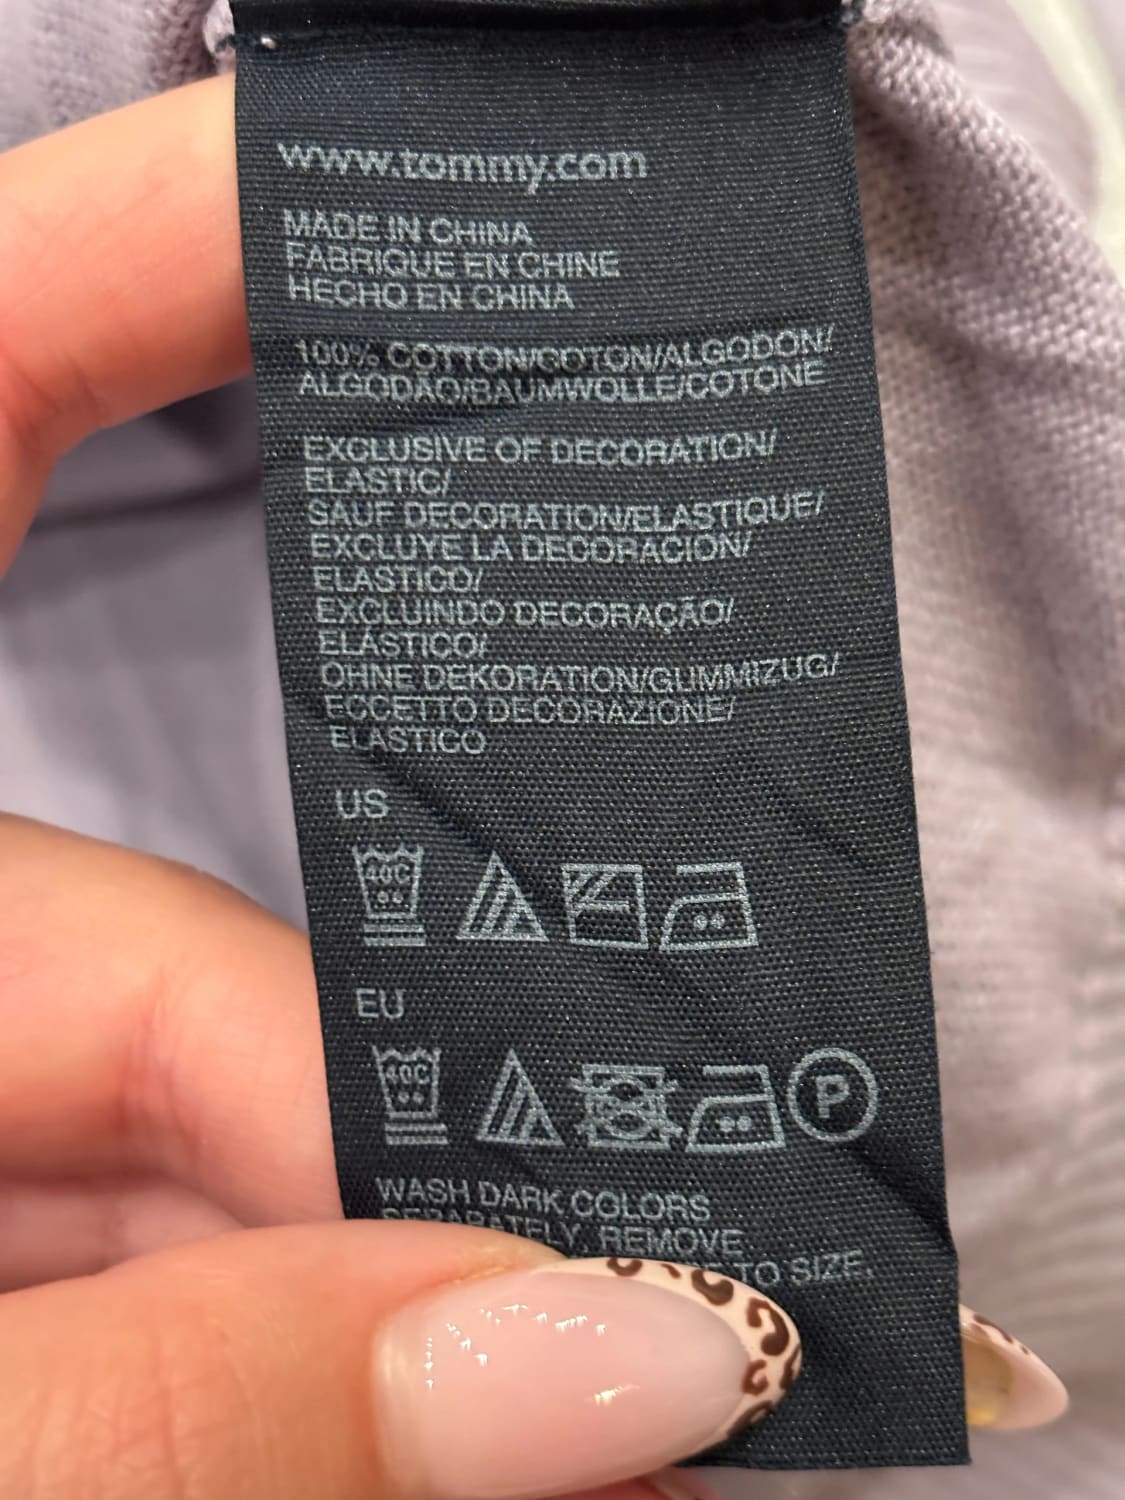 www.tommy.com
MADE IN CHINA
FABRIQUE EN CHINE
HECHO EN CHINA
100% COTTON/COTON/ALGODON/
ALGODÃO/BAUMWOLLE/COTONE
EXCLUSIVE OF DECORATION/
ELASTIC/
SAUF DECORATION/ELASTIQUE/
EXCLUYE LA DECORACION/
ELASTICO/
EXCLUINDO DECORAÇÃO/
ELÁSTICO/
OHNE DEKORATION/GUMMIZUG/
ECCETTO DECORAZIONE/
ELASTICO
US
40C
EU
40C P
WASH DARK COLORS
SEPARATELY, REMOVE
TO SIZE.